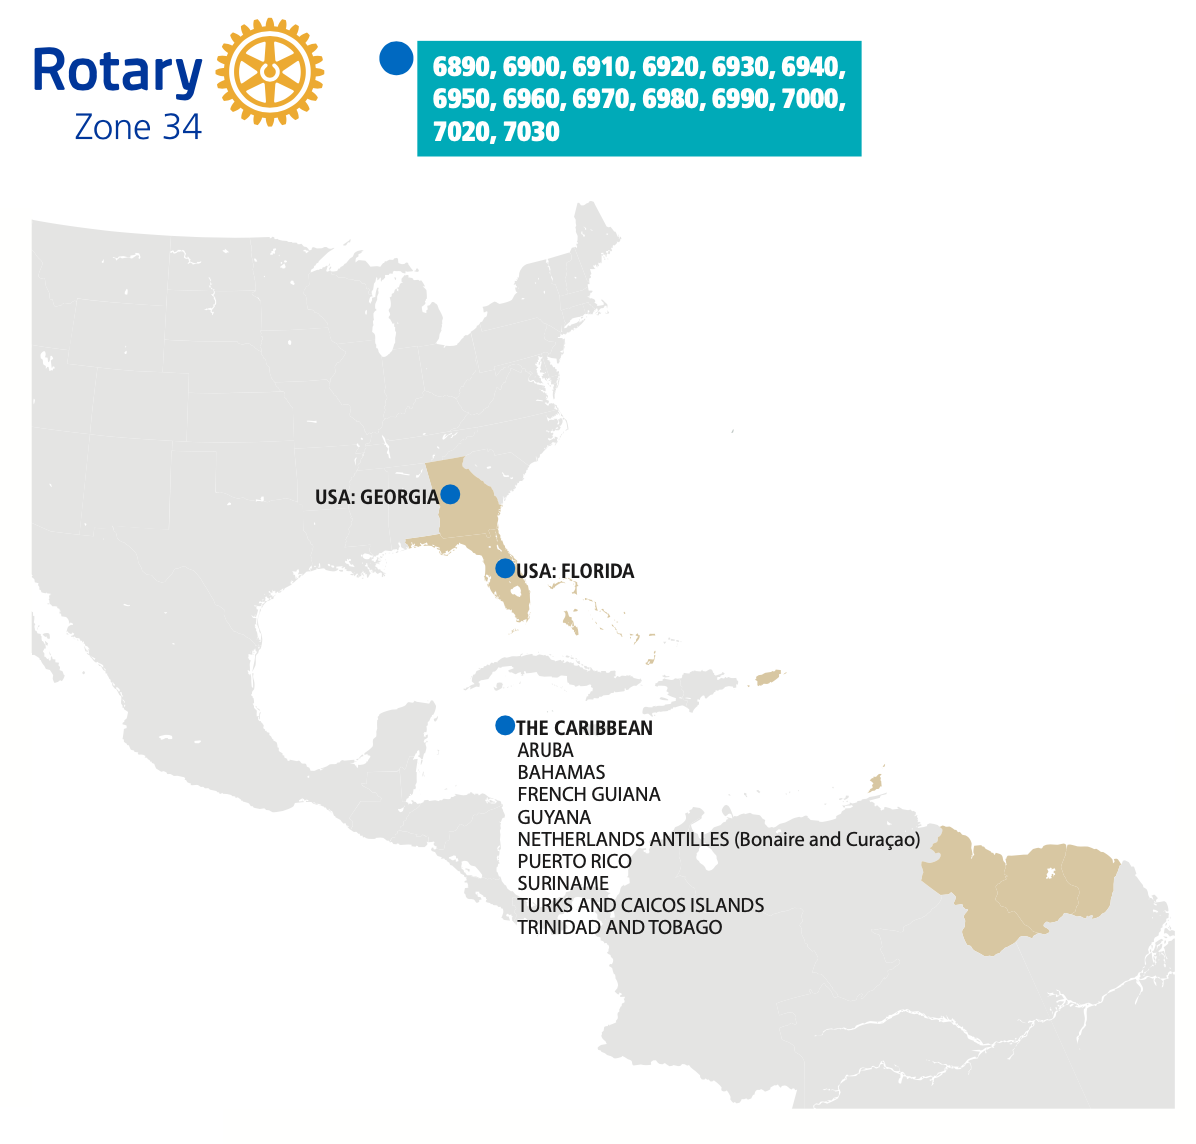 Rotary
Zone 34
6890, 6900, 6910, 6920, 6930, 6940,
6950, 6960, 6970, 6980, 6990, 7000,
7020, 7030
USA: GEORGIA
USA: FLORIDA
THE CARIBBEAN
ARUBA
BAHAMAS
FRENCH GUIANA
GUYANA
NETHERLANDS ANTILLES (Bonaire and Curaçao)
PUERTO RICO
SURINAME
TURKS AND CAICOS ISLANDS
TRINIDAD AND TOBAGO